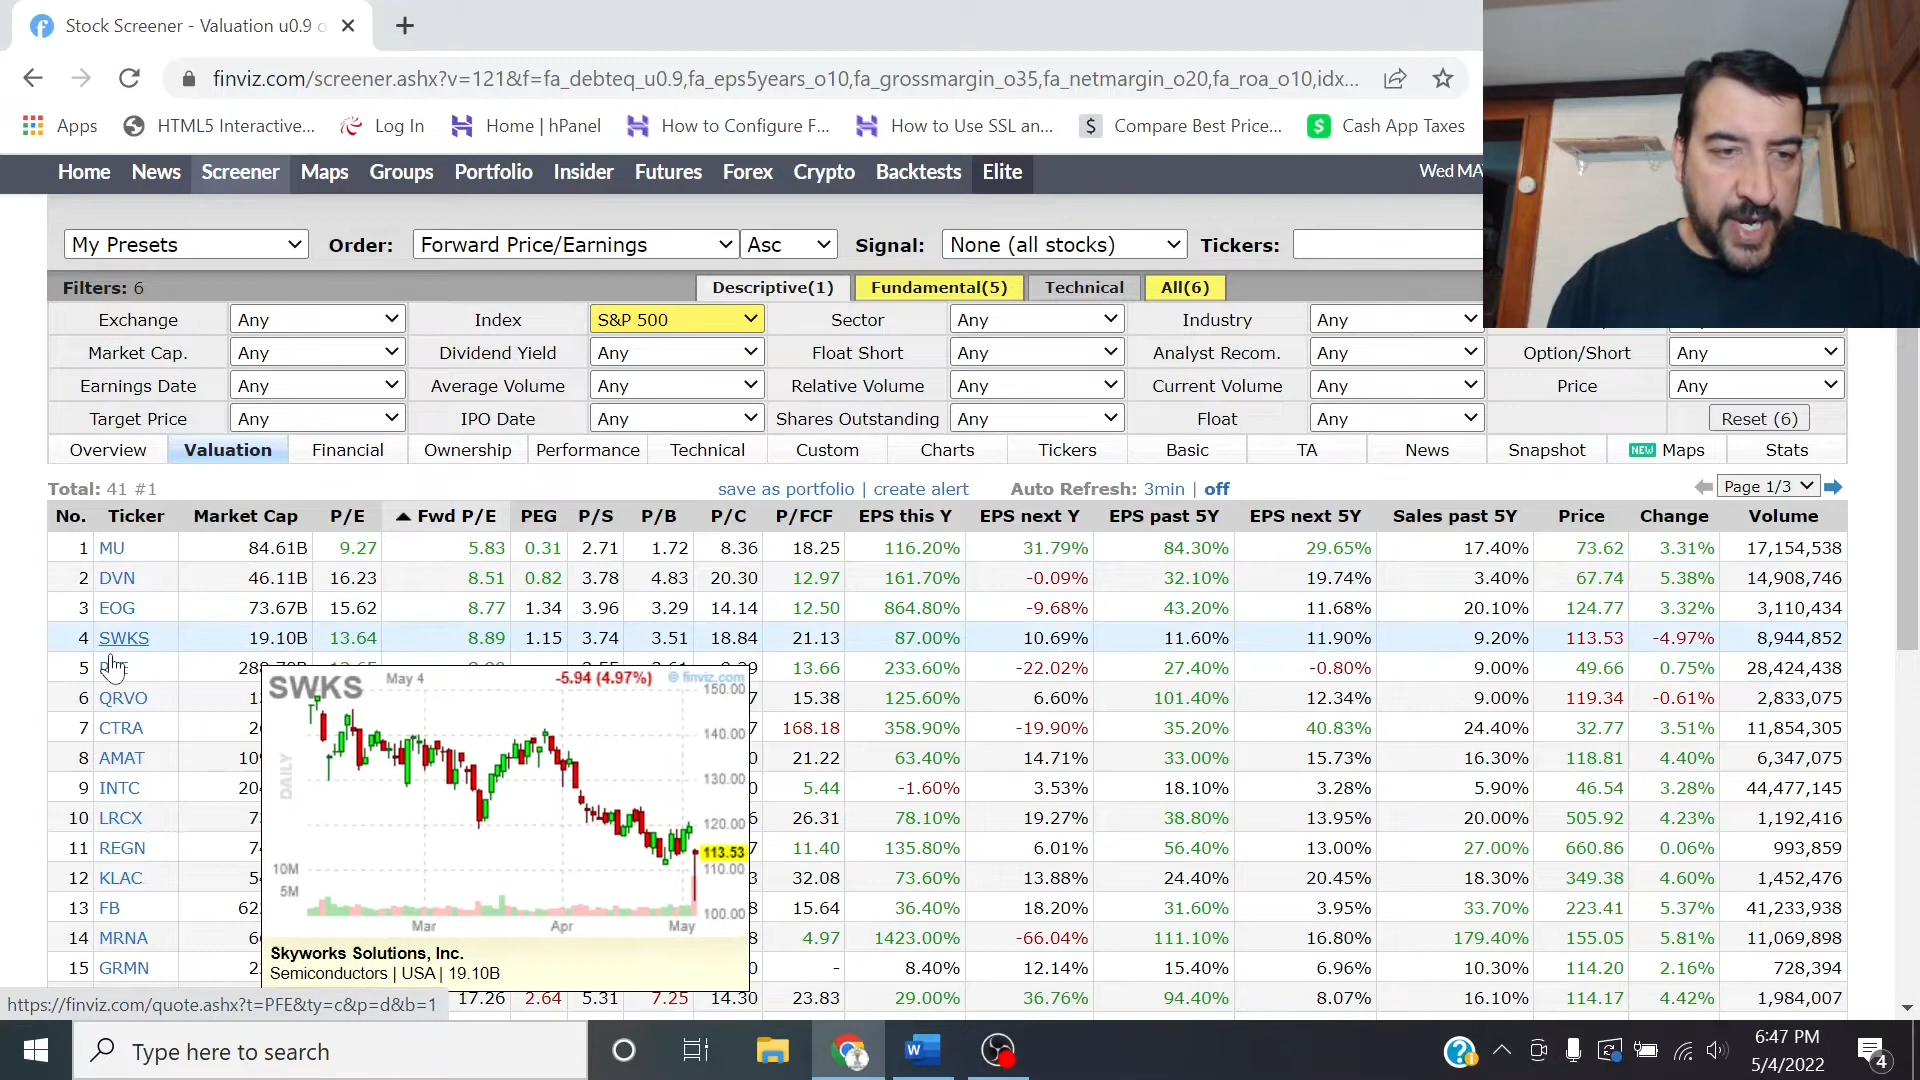 Stock Screener - Valuation u0.9 o
finviz.com/screener.ashx?v=121&f=fa_debteq_u0.9,fa_eps5years_o10,fa_grossmargin_o35,fa_netmargin_o20,fa_roa_o10,idx...
Apps HTML5 Interactive... Log In Home | hPanel How to Configure F... How to Use SSL an... $ Compare Best Price... $ Cash App Taxes
Home News Screener Maps Groups Portfolio Insider Futures Forex Crypto Backtests Elite Wed MA
My Presets Order: Forward Price/Earnings Asc Signal: None (all stocks) Tickers:
Filters: 6 Descriptive(1) Fundamental(5) Technical All(6)
Exchange Any Index S&P 500 Sector Any Industry Any
Market Cap. Any Dividend Yield Any Float Short Any Analyst Recom. Any Option/Short Any
Earnings Date Any Average Volume Any Relative Volume Any Current Volume Any Price Any
Target Price Any IPO Date Any Shares Outstanding Any Float Any Reset (6)
Overview Valuation Financial Ownership Performance Technical Custom Charts Tickers Basic TA News Snapshot NEW Maps Stats
Total: 41 #1 save as portfolio | create alert Auto Refresh: 3min | off Page 1/3
No. Ticker Market Cap P/E Fwd P/E PEG P/S P/B P/C P/FCF EPS this Y EPS next Y EPS past 5Y EPS next 5Y Sales past 5Y Price Change Volume
1 MU 84.61B 9.27 5.83 0.31 2.71 1.72 8.36 18.25 116.20% 31.79% 84.30% 29.65% 17.40% 73.62 3.31% 17,154,538
2 DVN 46.11B 16.23 8.51 0.82 3.78 4.83 20.30 12.97 161.70% -0.09% 32.10% 19.74% 3.40% 67.74 5.38% 14,908,746
3 EOG 73.67B 15.62 8.77 1.34 3.96 3.29 14.14 12.50 864.80% -9.68% 43.20% 11.68% 20.10% 124.77 3.32% 3,110,434
4 SWKS 19.10B 13.64 8.89 1.15 3.74 3.51 18.84 21.13 87.00% 10.69% 11.60% 11.90% 9.20% 113.53 -4.97% 8,944,852
5 13.66 233.60% -22.02% 27.40% -0.80% 9.00% 49.66 0.75% 28,424,438
6 QRVO 15.38 125.60% 6.60% 101.40% 12.34% 9.00% 119.34 -0.61% 2,833,075
7 CTRA 168.18 358.90% -19.90% 35.20% 40.83% 24.40% 32.77 3.51% 11,854,305
8 AMAT 21.22 63.40% 14.71% 33.00% 15.73% 16.30% 118.81 4.40% 6,347,075
9 INTC 5.44 -1.60% 3.53% 18.10% 3.28% 5.90% 46.54 3.28% 44,477,145
10 LRCX 26.31 78.10% 19.27% 38.80% 13.95% 20.00% 505.92 4.23% 1,192,416
11 REGN 11.40 135.80% 6.01% 56.40% 13.00% 27.00% 660.86 0.06% 993,859
12 KLAC 32.08 73.60% 13.88% 24.40% 20.45% 18.30% 349.38 4.60% 1,452,476
13 FB 15.64 36.40% 18.20% 31.60% 3.95% 33.70% 223.41 5.37% 41,233,938
14 MRNA 4.97 1423.00% -66.04% 111.10% 16.80% 179.40% 155.05 5.81% 11,069,898
15 GRMN - 8.40% 12.14% 15.40% 6.96% 10.30% 114.20 2.16% 728,394
17.26 2.64 5.31 7.25 14.30 23.83 29.00% 36.76% 94.40% 8.07% 16.10% 114.17 4.42% 1,984,007
SWKS May 4 -5.94 (4.97%) © finviz.com
150.00
140.00
DAILY
130.00
120.00
113.53
10M 110.00
5M
100.00
Mar Apr May
Skyworks Solutions, Inc.
Semiconductors | USA | 19.10B
https://finviz.com/quote.ashx?t=PFE&ty=c&p=d&b=1
Type here to search
W
6:47 PM
5/4/2022
4